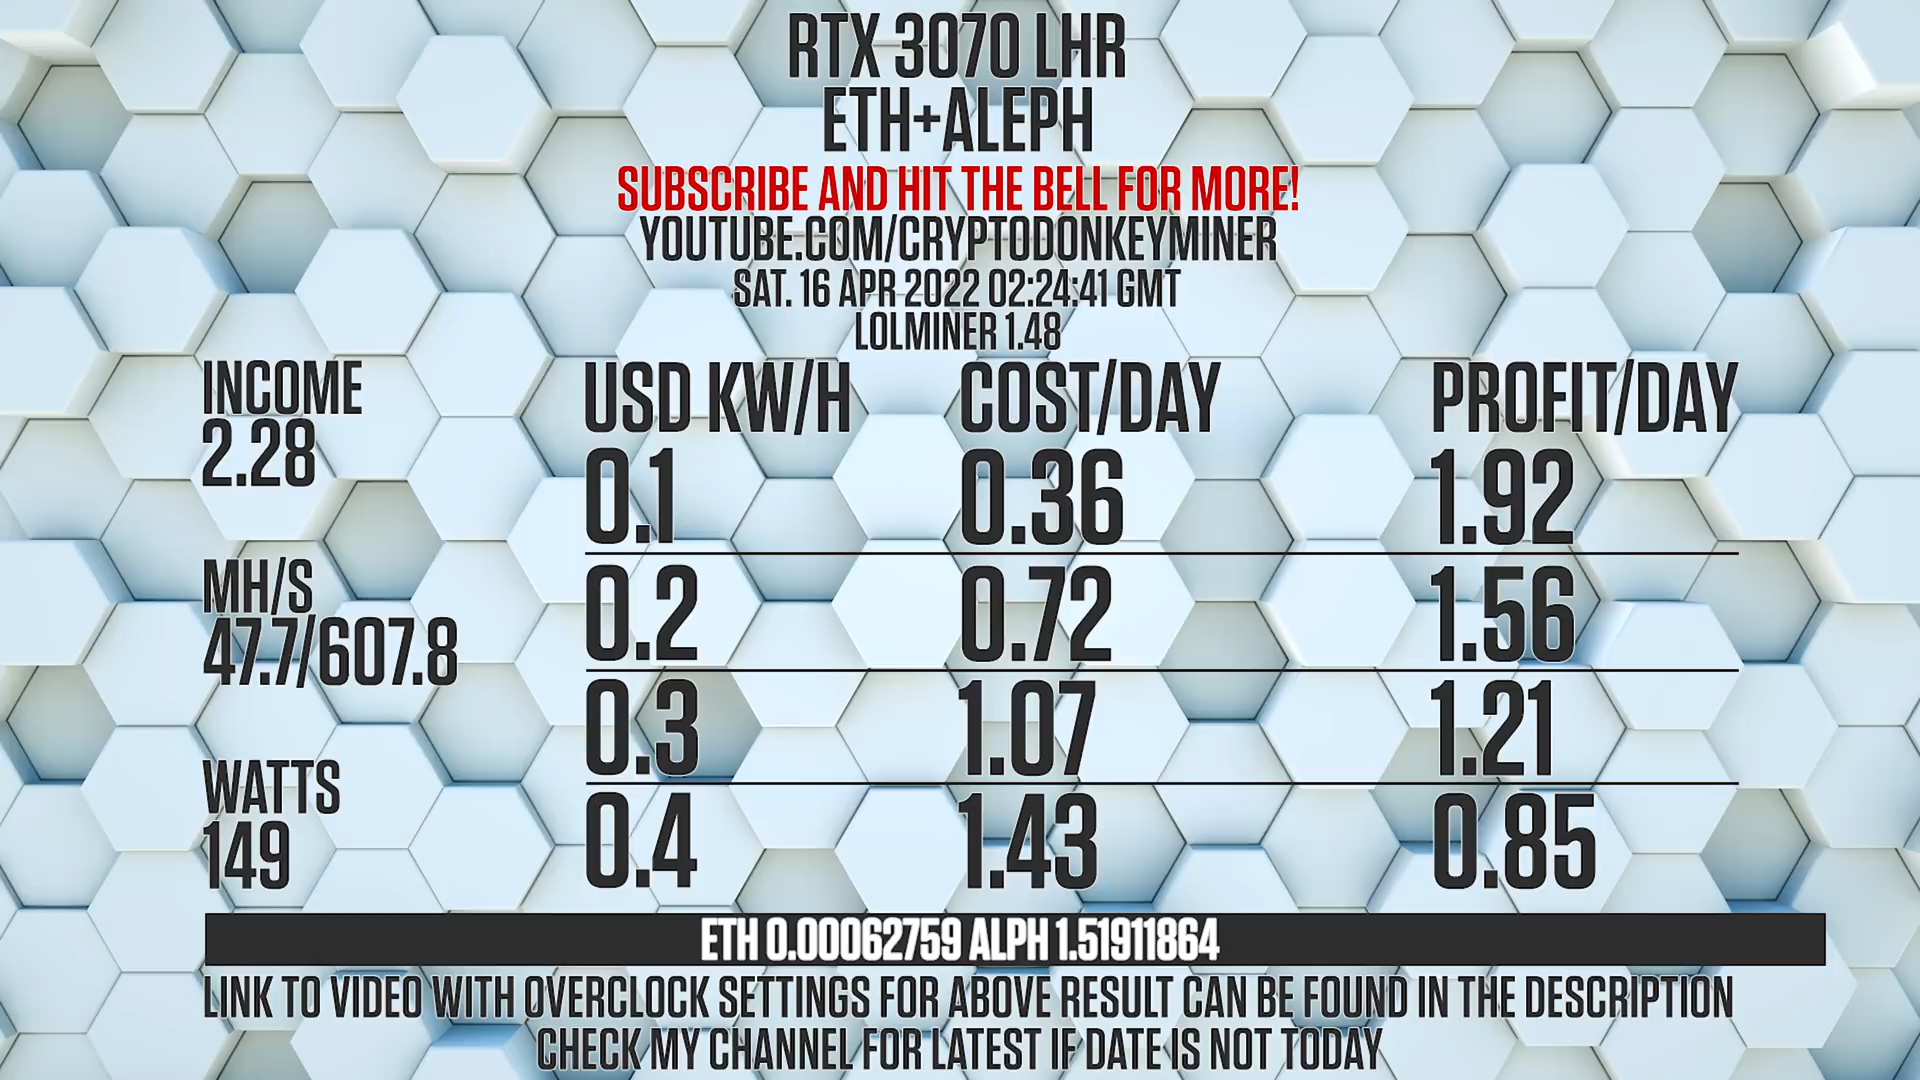 RTX 3070 LHR
ETH+ALEPH
SUBSCRIBE AND HIT THE BELL FOR MORE!
YOUTUBE.COM/CRYPTODONKEYMINER
SAT. 16 APR 2022 02:24:41 GMT
LOLMINER 1.48
INCOME
2.28
MH/S
47.7/607.8
WATTS
149
USD KW/H COST/DAY PROFIT/DAY
0.1 0.36 1.92
0.2 0.72 1.56
0.3 1.07 1.21
0.4 1.43 0.85
ETH 0.00062759 ALPH 1.51911864
LINK TO VIDEO WITH OVERCLOCK SETTINGS FOR ABOVE RESULT CAN BE FOUND IN THE DESCRIPTION
CHECK MY CHANNEL FOR LATEST IF DATE IS NOT TODAY